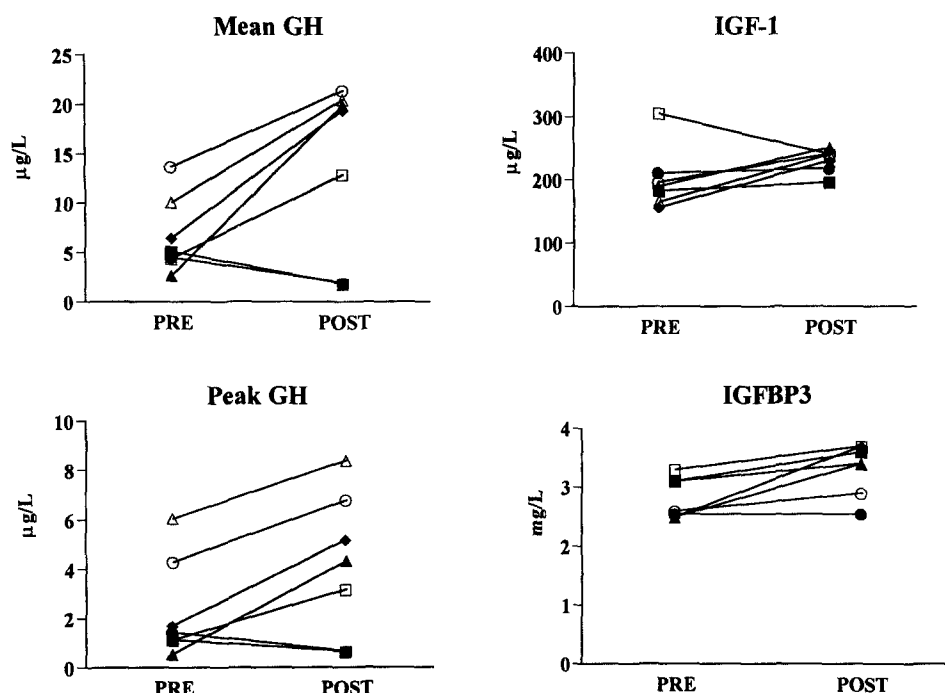 Mean GH
25
20
15
10
5
0
µg/L
PRE POST
IGF-1
400
300
200
100
0
µg/L
PRE POST
Peak GH
10
8
6
4
2
0
µg/L
PRE POST
IGFBP3
4
3
2
1
0
mg/L
PRE POST